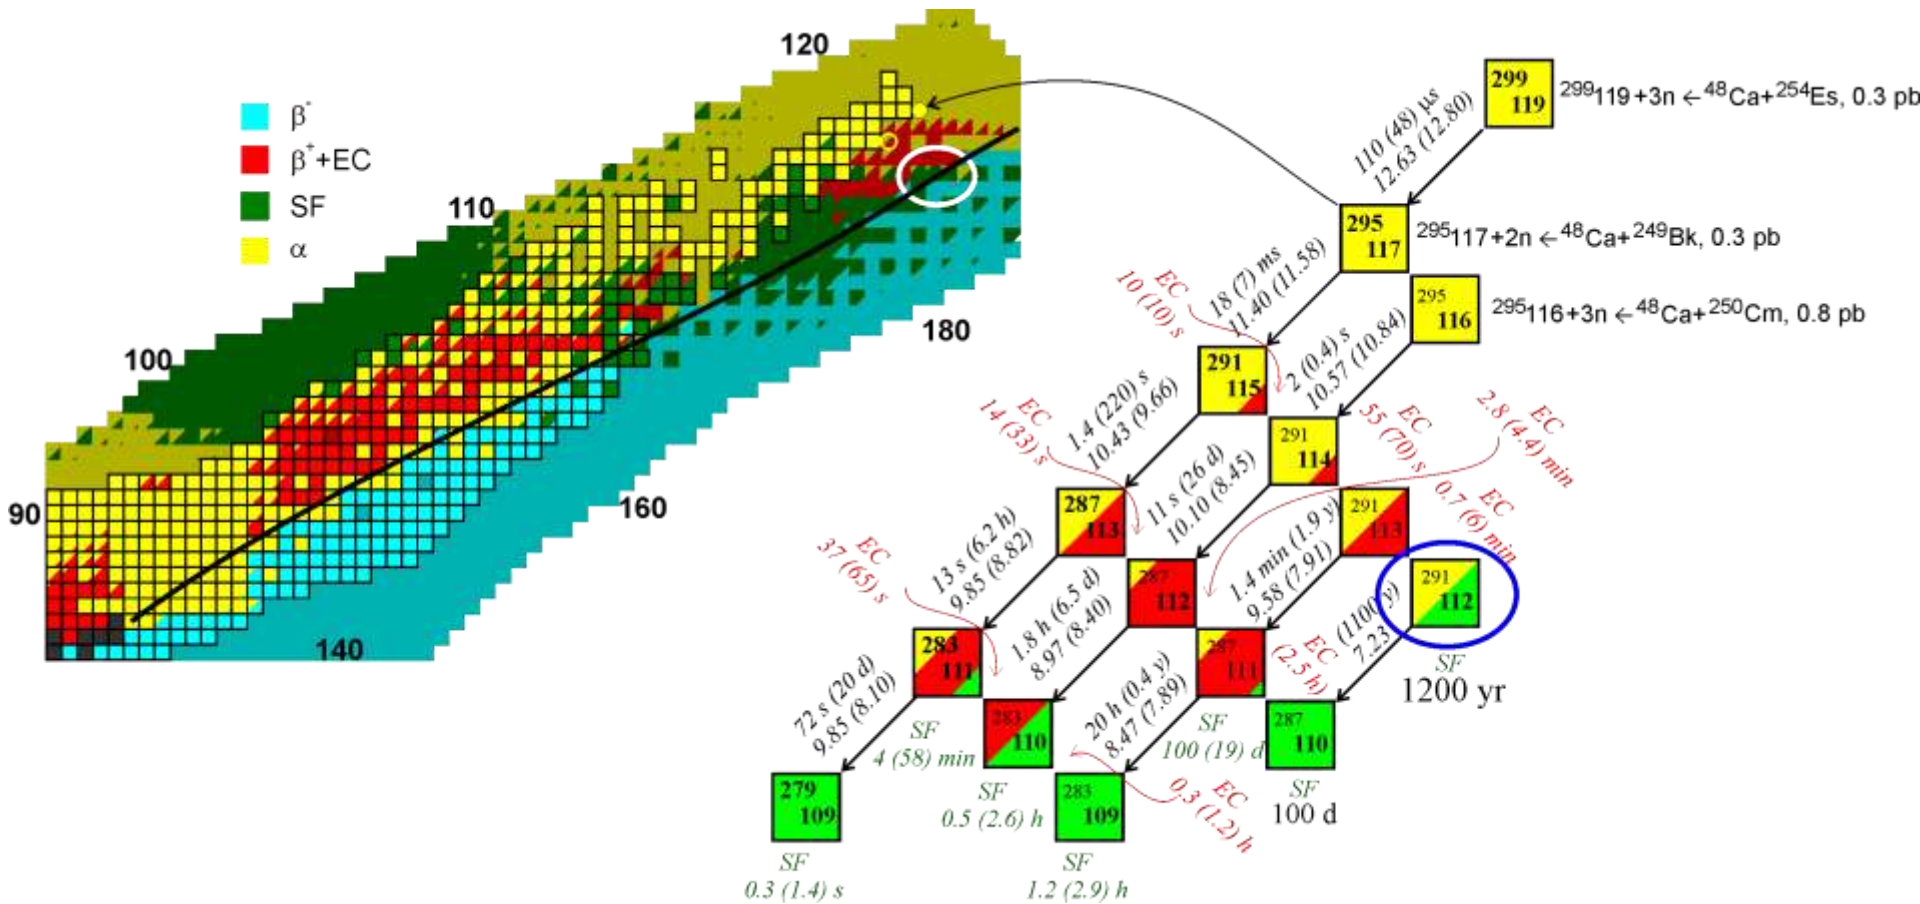 120
110
100
90
140
160
180
β⁻
β⁺+EC
SF
α
299
119
²⁹⁹119+3n ←⁴⁸Ca+²⁵⁴Es, 0.3 pb
110 (48) μs
12.63 (12.80)
295
117
²⁹⁵117+2n ←⁴⁸Ca+²⁴⁹Bk, 0.3 pb
295
116
²⁹⁵116+3n ←⁴⁸Ca+²⁵⁰Cm, 0.8 pb
18 (7) ms
11.40 (11.58)
EC
10 (10) s
291
115
2 (0.4) s
10.57 (10.84)
1.4 (220) s
10.43 (9.66)
EC
14 (33) s
291
114
EC
55 (70) s
EC
2.8 (4.4) min
287
113
11 s (26 d)
10.10 (8.45)
291
113
EC
0.7 (6) min
13 s (6.2 h)
9.85 (8.82)
EC
37 (65) s
287
112
1.4 min (1.9 y)
9.58 (7.91)
291
112
SF
1200 yr
283
111
1.8 h (6.5 d)
8.97 (8.40)
287
111
EC
(2.5 h)
(1100 y)
7.23
72 s (20 d)
9.85 (8.10)
SF
4 (58) min
283
110
20 h (0.4 y)
8.47 (7.89)
SF
100 (19) d
287
110
SF
100 d
279
109
SF
0.3 (1.4) s
SF
0.5 (2.6) h
283
109
SF
1.2 (2.9) h
EC
0.3 (1.2) h